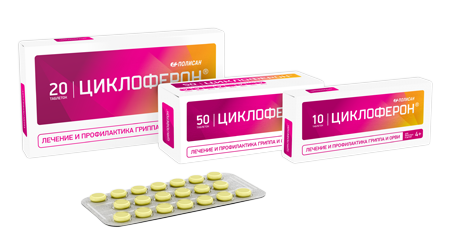 ПОЛИСАН
20 ТАБЛЕТОК ЦИКЛОФЕРОН®
ЛЕЧЕНИЕ И ПРОФИЛАКТИКА ГРИППА И ОРВИ
50 ТАБЛЕТОК ЦИКЛОФЕРОН®
ЛЕЧЕНИЕ И ПРОФИЛАКТИКА ГРИППА И
ПОЛИСАН
10 ТАБЛЕТОК ЦИКЛОФЕРОН®
ЛЕЧЕНИЕ И ПРОФИЛАКТИКА ГРИППА И ОРВИ
4+